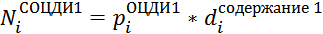 N_i^СОЦДИ1 = p_i^ОЦДИ1 * d_i^содержание 1